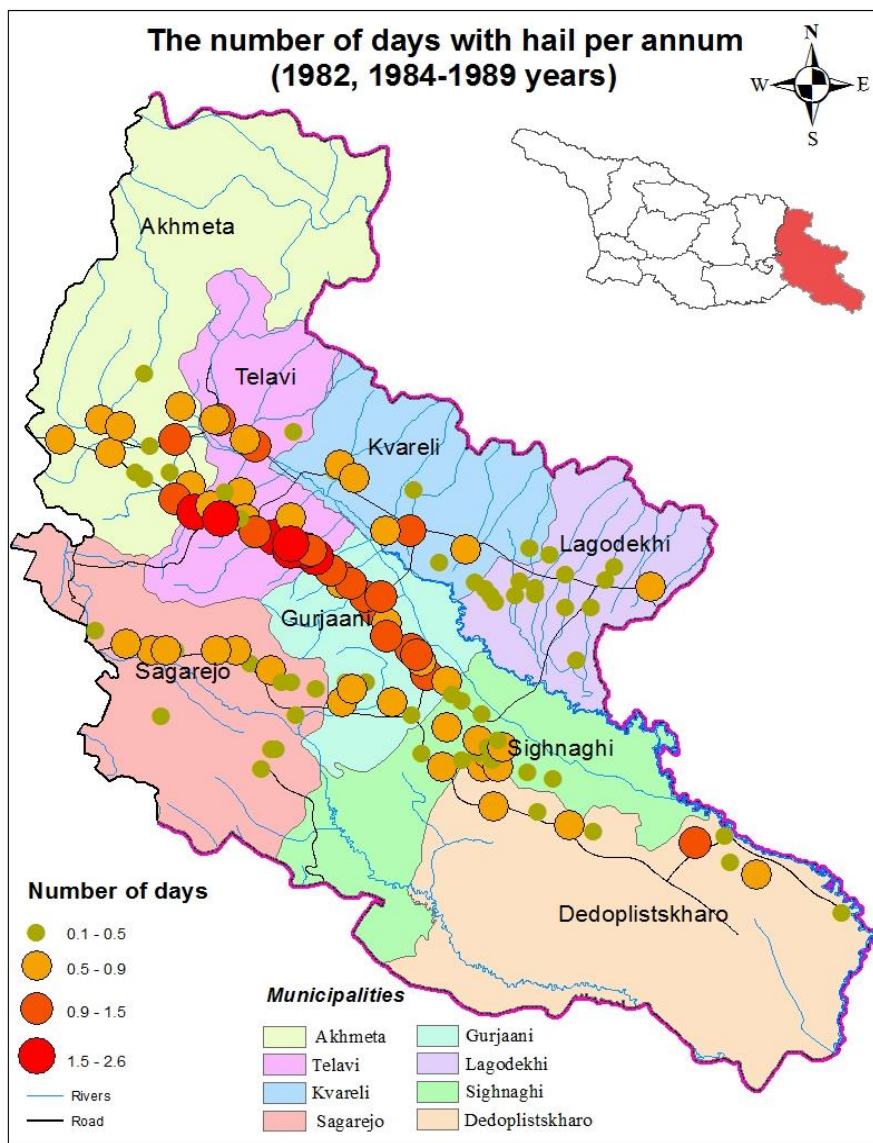 The number of days with hail per annum
(1982, 1984-1989 years)
N
W
E
S
Akhmeta
Telavi
Kvareli
Lagodekhi
Gurjaani
Sagarejo
Sighnaghi
Dedoplistskharo
Number of days
0.1 - 0.5
0.5 - 0.9
0.9 - 1.5
1.5 - 2.6
Rivers
Road
Municipalities
Akhmeta
Telavi
Kvareli
Sagarejo
Gurjaani
Lagodekhi
Sighnaghi
Dedoplistskharo